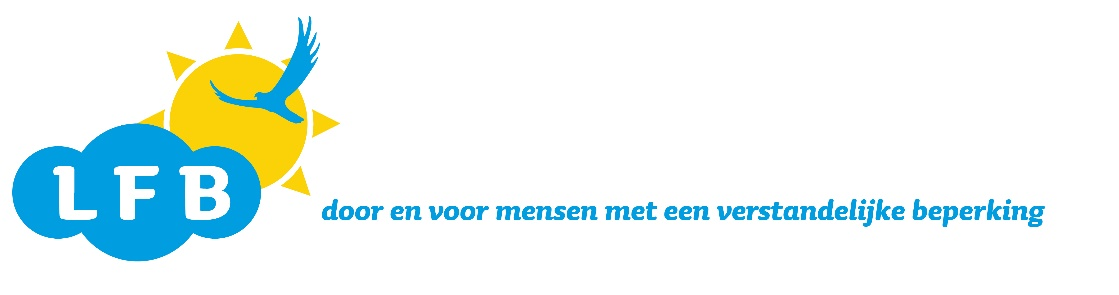 LFB
door en voor mensen met een verstandelijke beperking